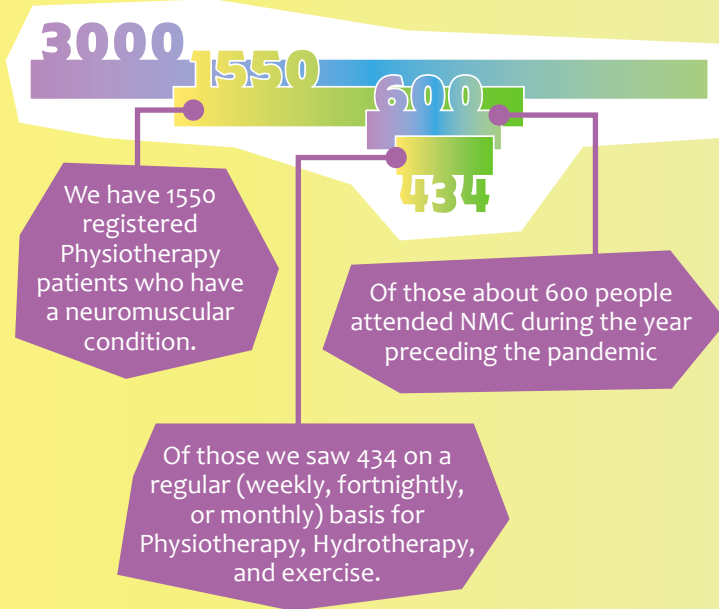 3000
1550
600
434
We have 1550
registered
Physiotherapy
patients who have
a neuromuscular
condition.
Of those about 600 people
attended NMC during the year
preceding the pandemic
Of those we saw 434 on a
regular (weekly, fortnightly,
or monthly) basis for
Physiotherapy, Hydrotherapy,
and exercise.